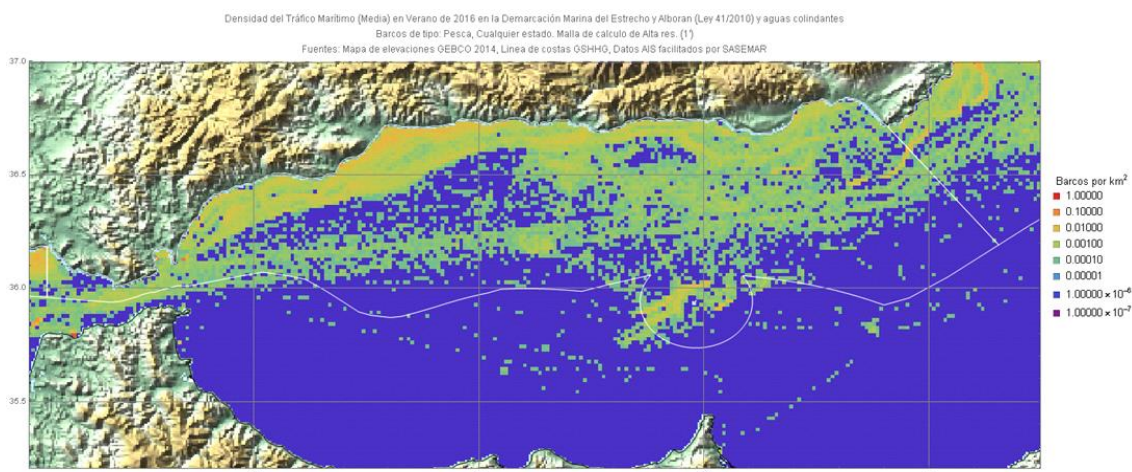 Densidad del Tráfico Marítimo (Media) en Verano de 2016 en la Demarcación Marina del Estrecho y Alboran (Ley 41/2010) y aguas colindantes
Barcos de tipo: Pesca, Cualquier estado. Malla de cálculo de Alta res. (1')
Fuentes: Mapa de elevaciones GEBCO 2014, Linea de costas GSHHG, Datos AIS facilitados por SASEMAR
37.0
36.5
36.0
35.5
Barcos por km²
1.00000
0.10000
0.01000
0.00100
0.00010
0.00001
1.00000 × 10⁻⁶
1.00000 × 10⁻⁷